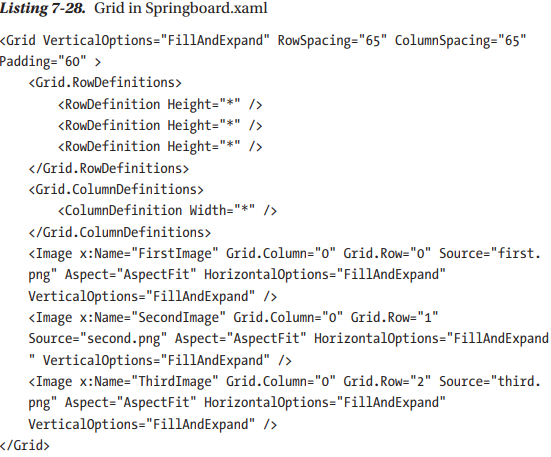 Listing 7-28. Grid in Springboard.xaml
<Grid VerticalOptions="FillAndExpand" RowSpacing="65" ColumnSpacing="65"
Padding="60" >
    <Grid.RowDefinitions>
        <RowDefinition Height="*" />
        <RowDefinition Height="*" />
        <RowDefinition Height="*" />
    </Grid.RowDefinitions>
    <Grid.ColumnDefinitions>
        <ColumnDefinition Width="*" />
    </Grid.ColumnDefinitions>
    <Image x:Name="FirstImage" Grid.Column="0" Grid.Row="0" Source="first.
    png" Aspect="AspectFit" HorizontalOptions="FillAndExpand"
    VerticalOptions="FillAndExpand" />
    <Image x:Name="SecondImage" Grid.Column="0" Grid.Row="1"
    Source="second.png" Aspect="AspectFit" HorizontalOptions="FillAndExpand
    " VerticalOptions="FillAndExpand" />
    <Image x:Name="ThirdImage" Grid.Column="0" Grid.Row="2" Source="third.
    png" Aspect="AspectFit" HorizontalOptions="FillAndExpand"
    VerticalOptions="FillAndExpand" />
</Grid>